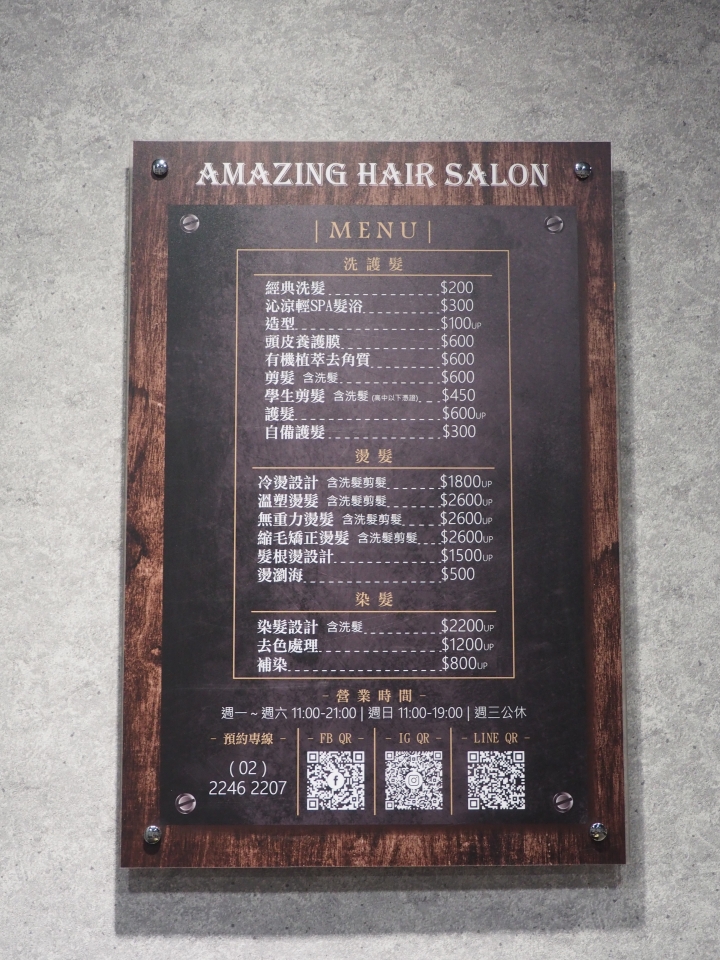 AMAZING HAIR SALON
| MENU |
洗護髮
經典洗髮 $200
沁涼輕SPA髮浴 $300
造型 $100UP
頭皮養護膜 $600
有機植萃去角質 $600
剪髮 含洗髮 $600
學生剪髮 含洗髮 (高中以下憑證) $450
護髮 $600UP
自備護髮 $300
燙髮
冷燙設計 含洗髮剪髮 $1800UP
溫塑燙髮 含洗髮剪髮 $2600UP
無重力燙髮 含洗髮剪髮 $2600UP
縮毛矯正燙髮 含洗髮剪髮 $2600UP
髮根燙設計 $1500UP
燙瀏海 $500
染髮
染髮設計 含洗髮 $2200UP
去色處理 $1200UP
補染 $800UP
- 營業時間 -
週一 ~ 週六 11:00-21:00 | 週日 11:00-19:00 | 週三公休
- 預約專線 - - FB QR - - IG QR - - LINE QR -
( 02 )
2246 2207